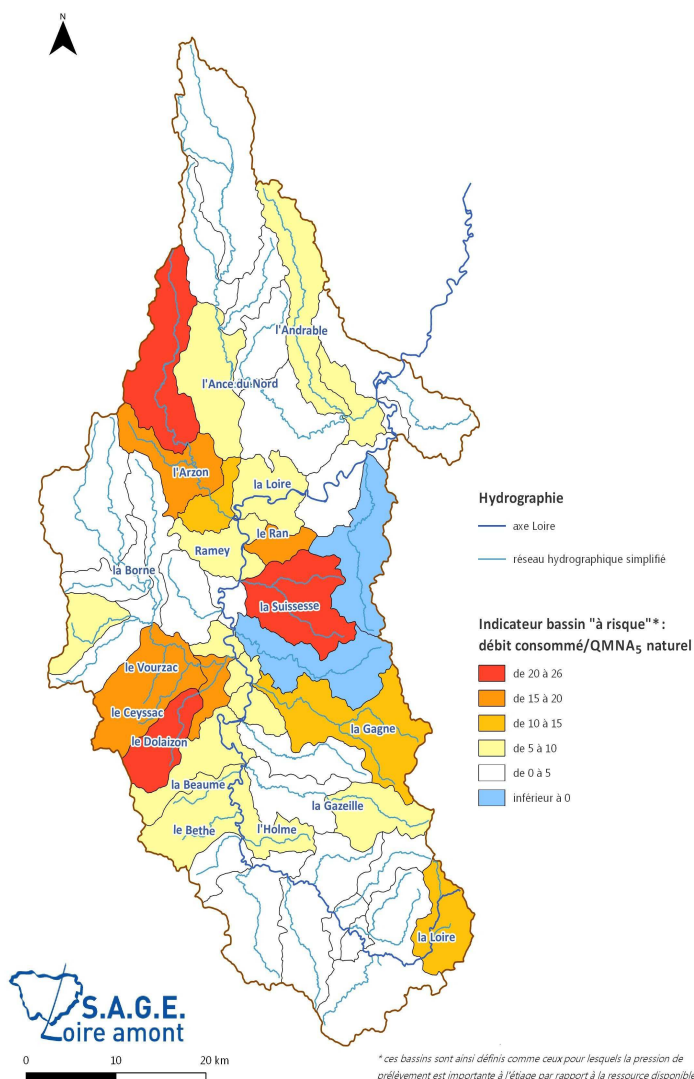 N
l'Andrable
l'Ance du Nord
l'Arzon
la Loire
le Ran
Ramey
la Borne
la Suissesse
le Vourzac
le Ceyssac
le Dolaizon
la Gagne
la Beaume
la Gazeille
le Bethe
l'Holme
la Loire
Hydrographie
axe Loire
réseau hydrographique simplifié
Indicateur bassin "à risque"* :
débit consommé/QMNA5 naturel
de 20 à 26
de 15 à 20
de 10 à 15
de 5 à 10
de 0 à 5
inférieur à 0
S.A.G.E.
Loire amont
0 10 20 km
* ces bassins sont ainsi définis comme ceux pour lesquels la pression de
prélèvement est importante à l'étiage par rapport à la ressource disponible